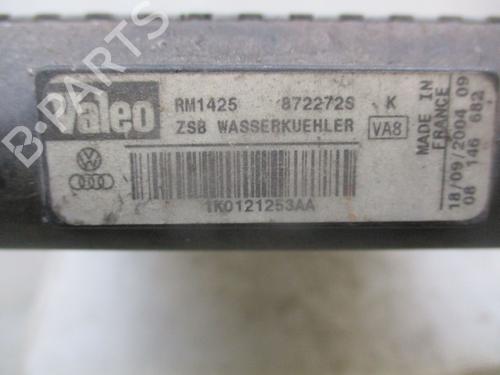 Valeo
RM1425 872272S K
ZSB WASSERKUEHLER VA8
1K0121253AA
MADE IN
FRANCE
18/09/2004 09
08 146 682
B-PARTS